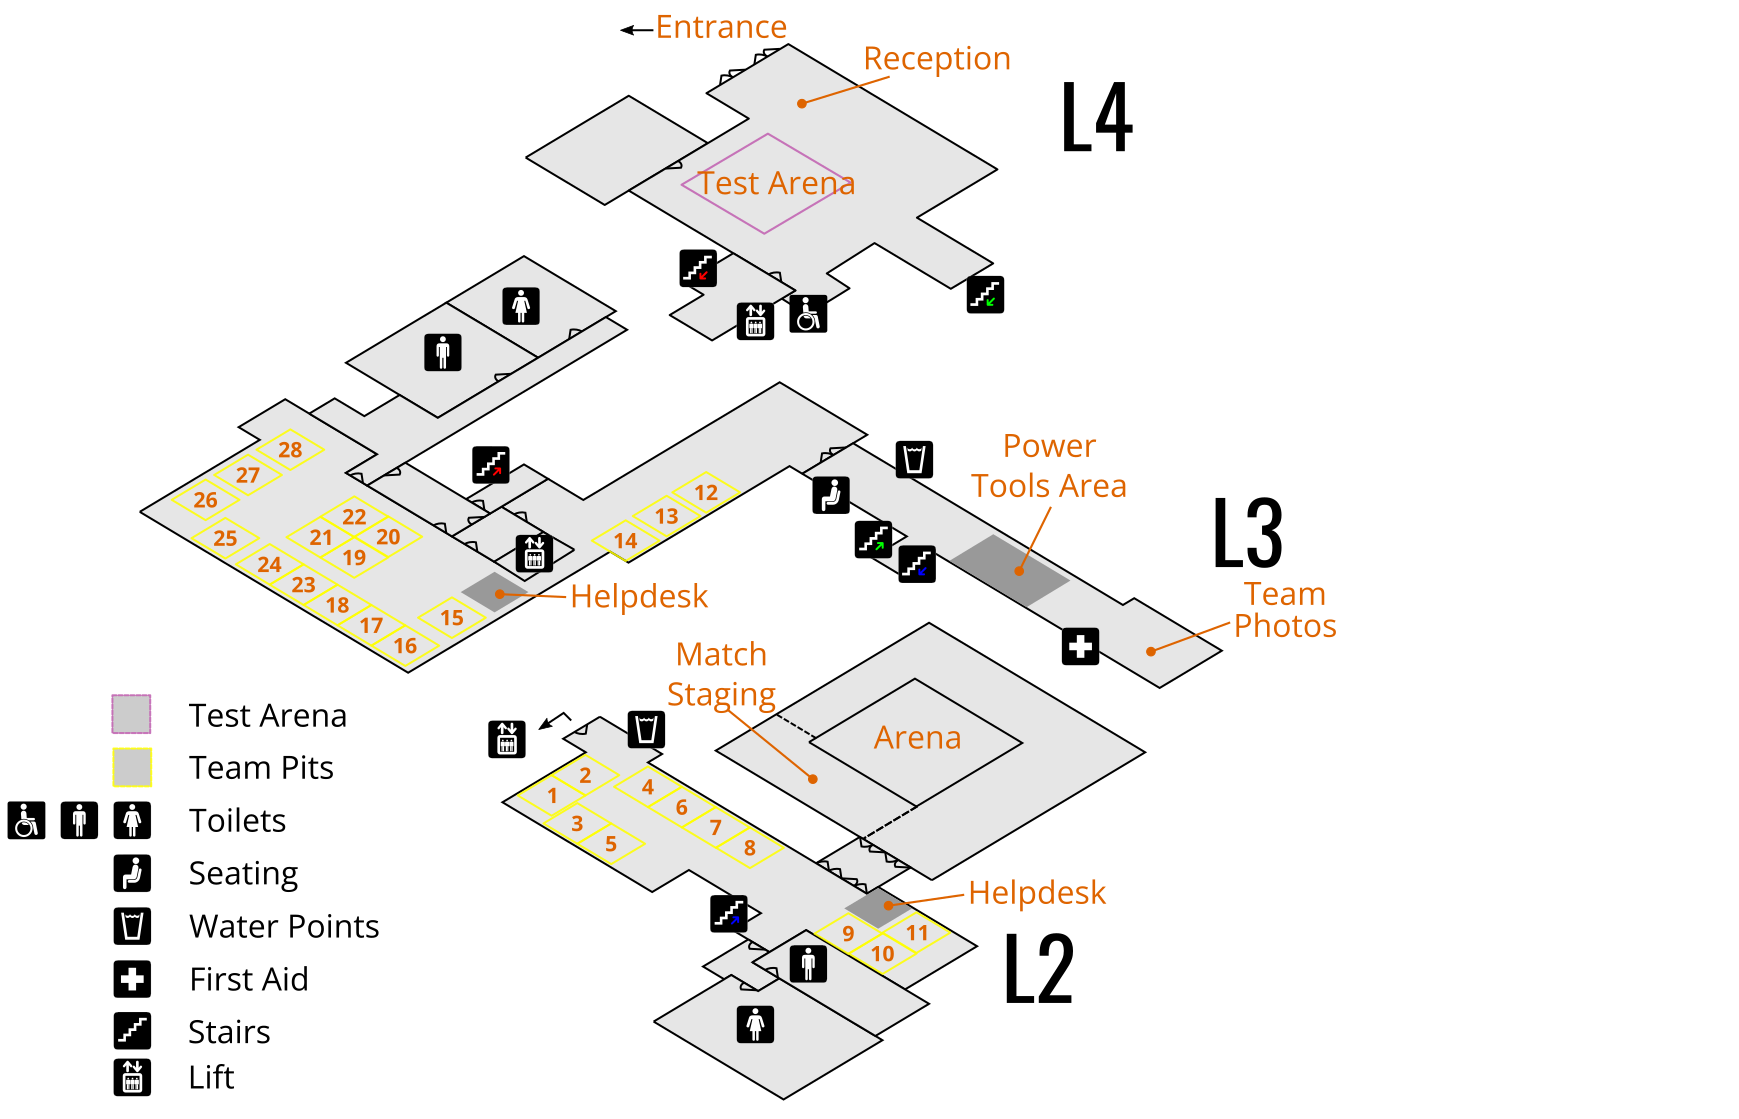 Entrance
Reception
L4
Test Arena
28
27
26
25
22
21
20
19
24
23
18
17
16
15
12
13
14
Helpdesk
Power
Tools Area
L3
Team
Photos
Match
Staging
Arena
2
1
3
5
4
6
7
8
Helpdesk
9
11
10
L2
Test Arena
Team Pits
Toilets
Seating
Water Points
First Aid
Stairs
Lift